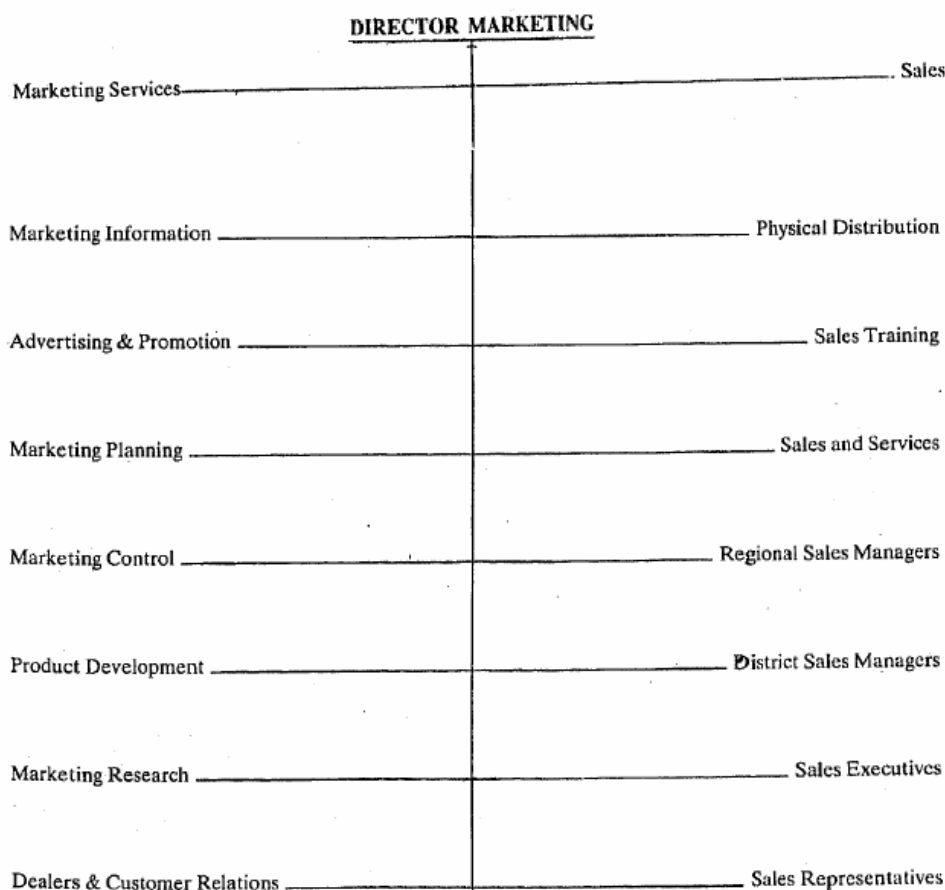 DIRECTOR MARKETING
Marketing Services Sales
Marketing Information Physical Distribution
Advertising & Promotion Sales Training
Marketing Planning Sales and Services
Marketing Control Regional Sales Managers
Product Development District Sales Managers
Marketing Research Sales Executives
Dealers & Customer Relations Sales Representatives